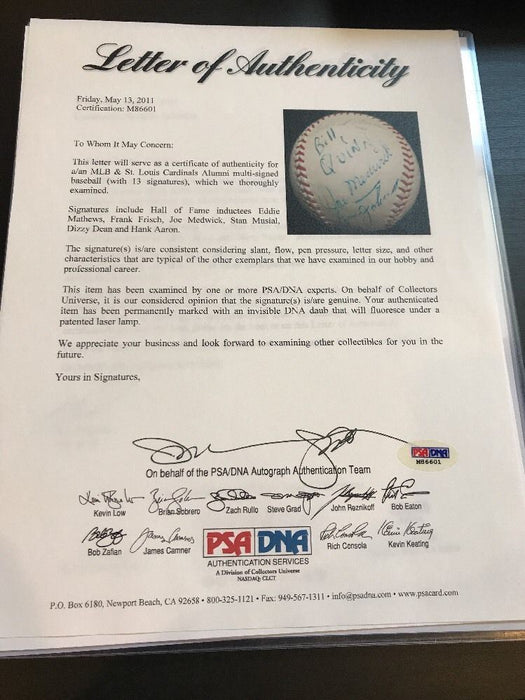 Letter of Authenticity
Friday, May 13, 2011
Certification: M86601
To Whom It May Concern:
This letter will serve as a certificate of authenticity for
a/an MLB & St. Louis Cardinals Alumni multi-signed
baseball (with 13 signatures), which we thoroughly
examined.
Signatures include Hall of Fame inductees Eddie
Mathews, Frank Frisch, Joe Medwick, Stan Musial,
Dizzy Dean and Hank Aaron.
Bill
Quinn
Joe Medwick
The signature(s) is/are consistent considering slant, flow, pen pressure, letter size, and other
characteristics that are typical of the other exemplars that we have examined in our hobby and
professional career.
This item has been examined by one or more PSA/DNA experts. On behalf of Collectors
Universe, it is our considered opinion that the signature(s) is/are genuine. Your authenticated
item has been permanently marked with an invisible DNA daub that will fluoresce under a
patented laser lamp.
We appreciate your business and look forward to examining other collectibles for you in the
future.
Yours in Signatures,
On behalf of the PSA/DNA Autograph Authentication Team
PSA/DNA
M86601
Kevin Low
Brian Sobrero
Zach Rullo
Steve Grad
John Reznikoff
Bob Eaton
Bob Zafian
James Camner
PSA DNA
Rich Consola
Kevin Keating
AUTHENTICATION SERVICES
A Division of Collectors Universe
NASDAQ: CLCT
P.O. Box 6180, Newport Beach, CA 92658 • 800-325-1121 • Fax: 949-567-1311 • info@psadna.com • www.psacard.com